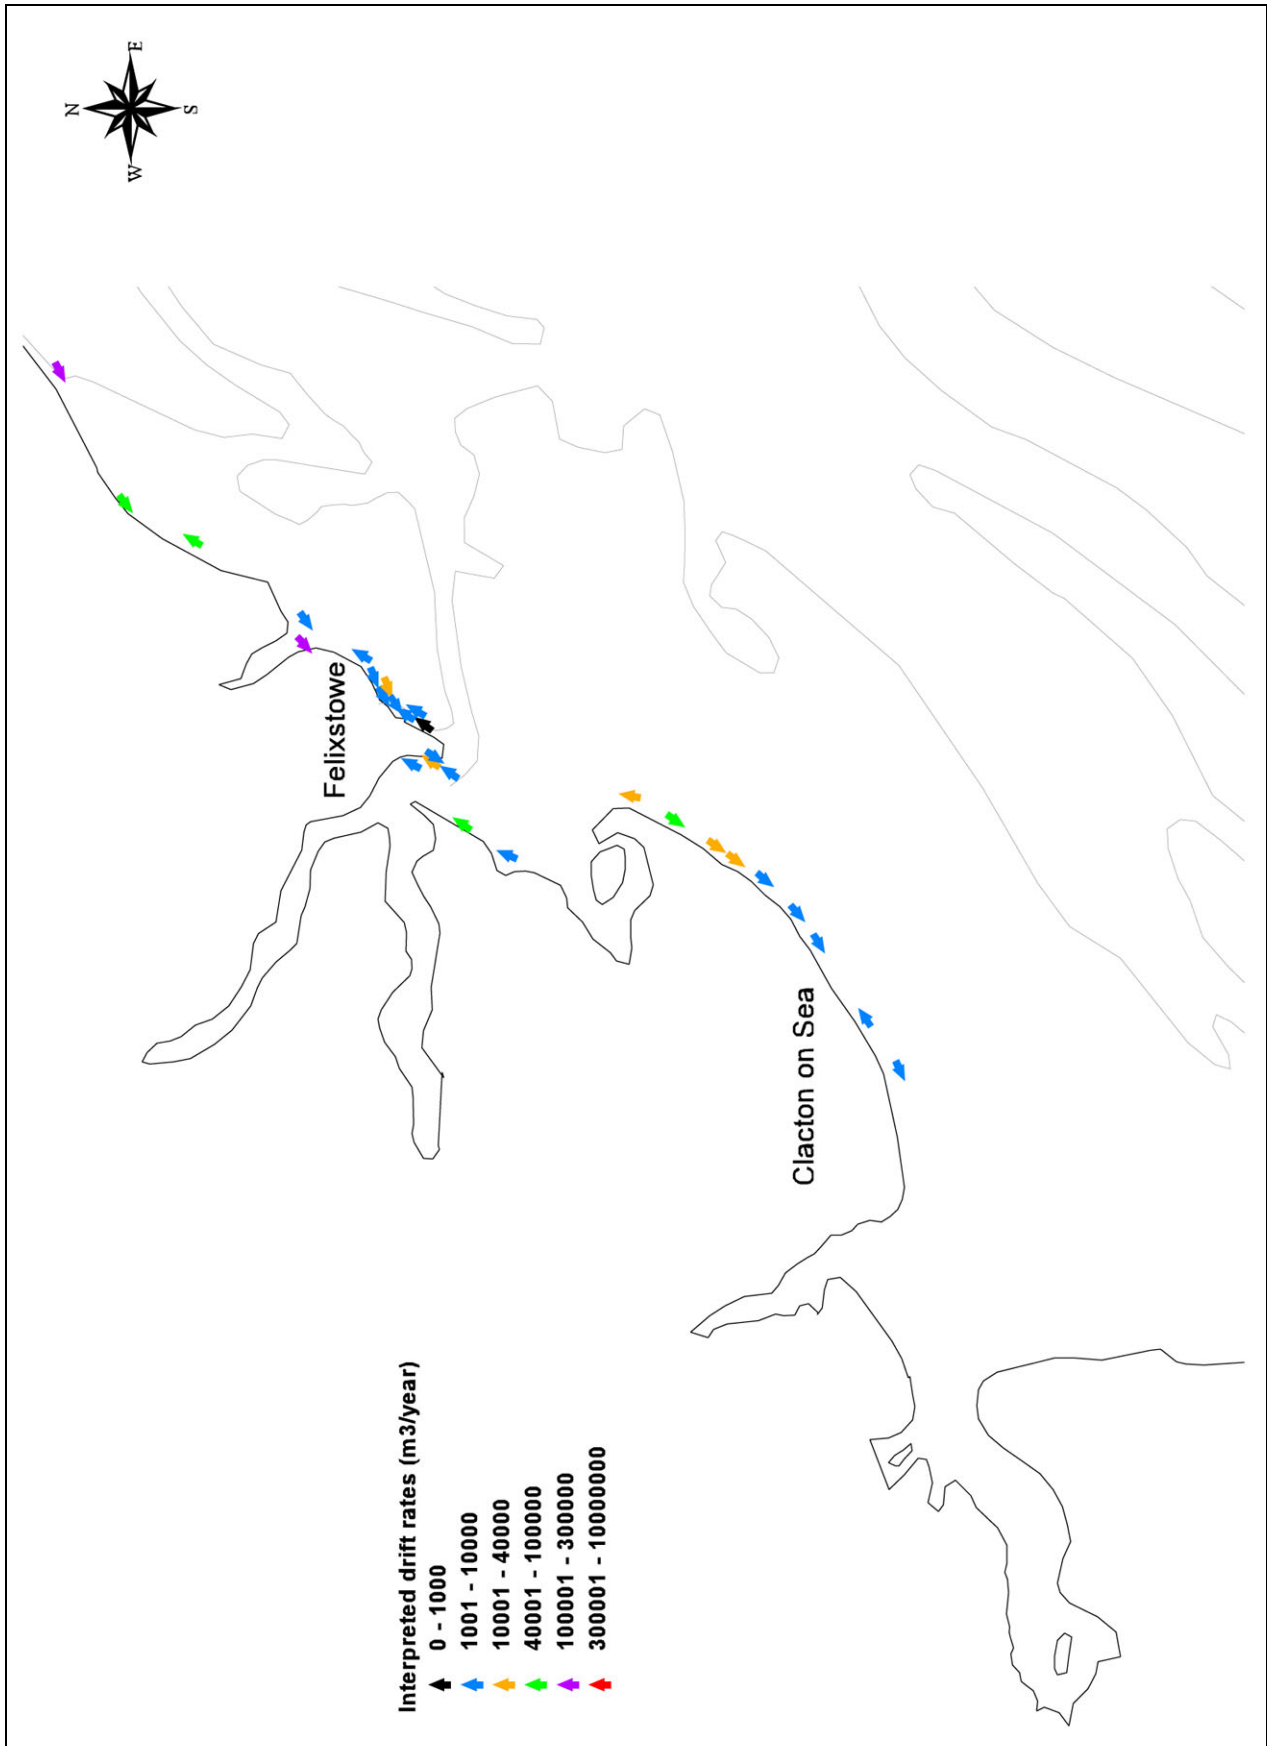 N
E
S
W
Felixstowe
Clacton on Sea
Interpreted drift rates (m3/year)
0 - 1000
1001 - 10000
10001 - 40000
40001 - 100000
100001 - 300000
300001 - 10000000